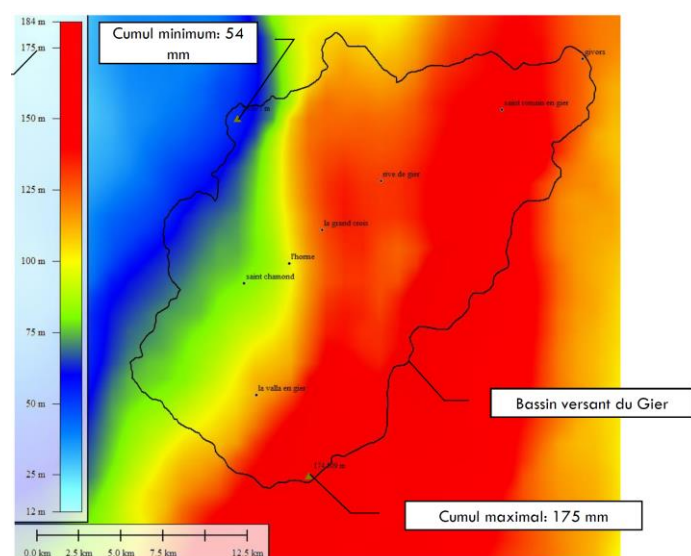 184 m
175 m
150 m
125 m
100 m
75 m
50 m
25 m
12 m
Cumul minimum: 54
mm
givors
saint romain en gier
rive de gier
la grand croix
l'horme
saint chamond
la valla en gier
Bassin versant du Gier
Cumul maximal: 175 mm
0.0 km 2.5 km 5.0 km 7.5 km 12.5 km